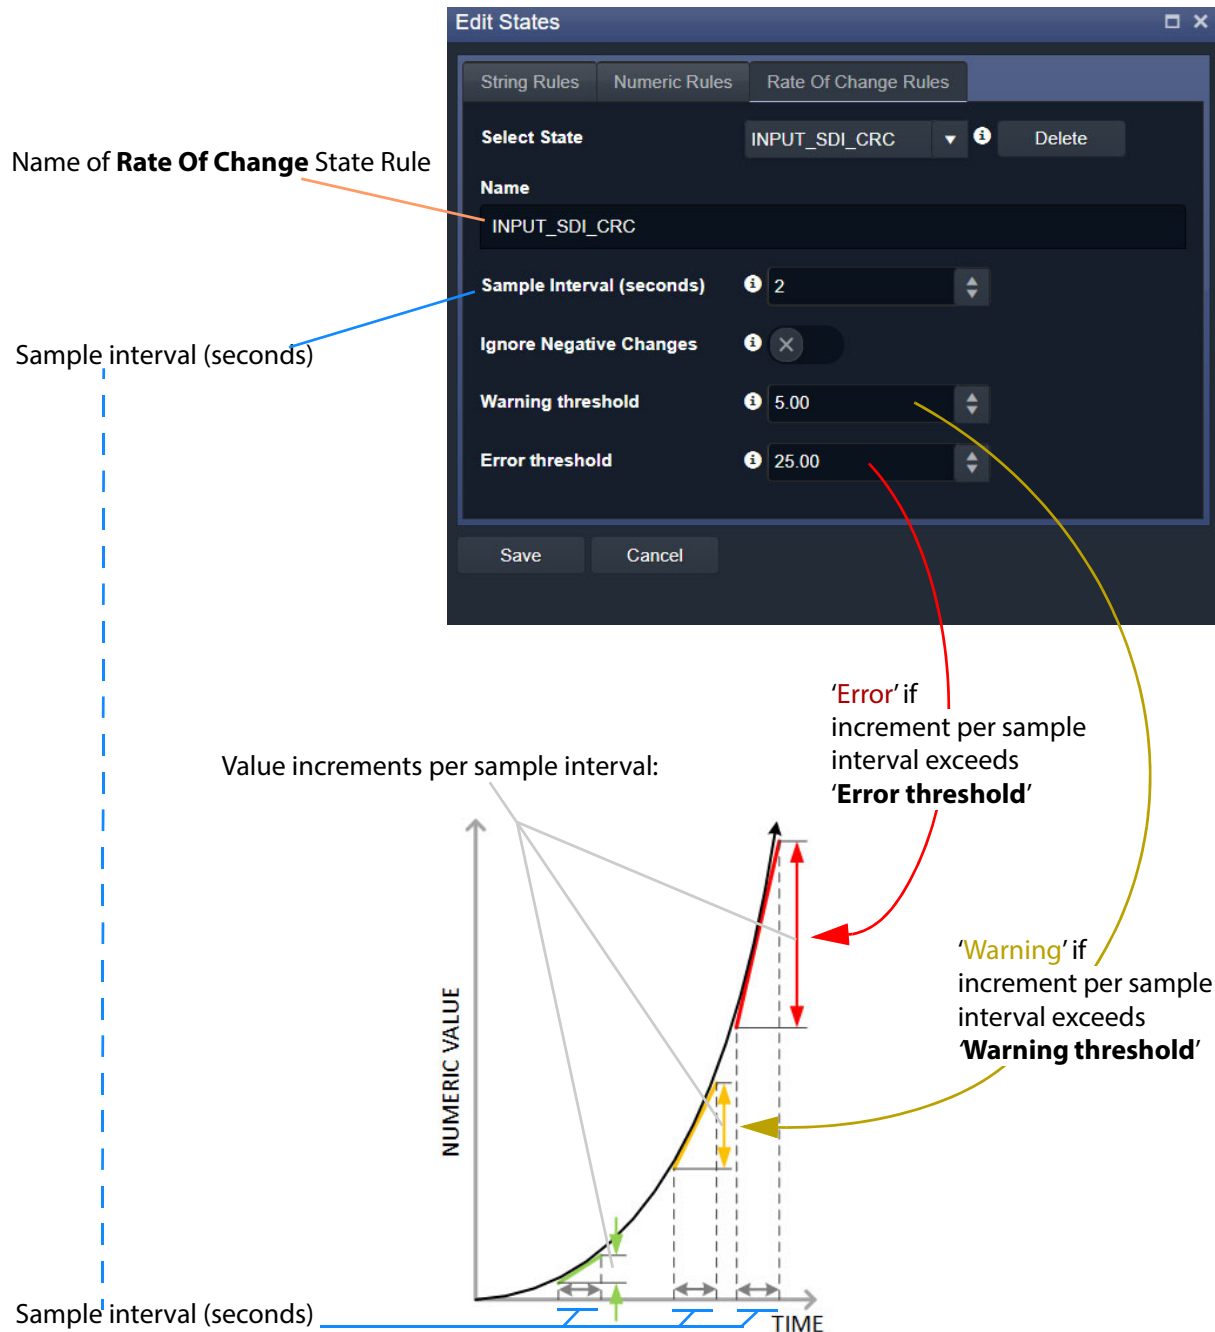 Edit States
String Rules
Numeric Rules
Rate Of Change Rules
Select State
INPUT_SDI_CRC
Delete
Name of Rate Of Change State Rule
Name
INPUT_SDI_CRC
Sample Interval (seconds)
2
Sample interval (seconds)
Ignore Negative Changes
Warning threshold
5.00
Error threshold
25.00
Save
Cancel
‘Error’ if
increment per sample
interval exceeds
‘Error threshold’
Value increments per sample interval:
‘Warning’ if
increment per sample
interval exceeds
‘Warning threshold’
NUMERIC VALUE
Sample interval (seconds)
TIME